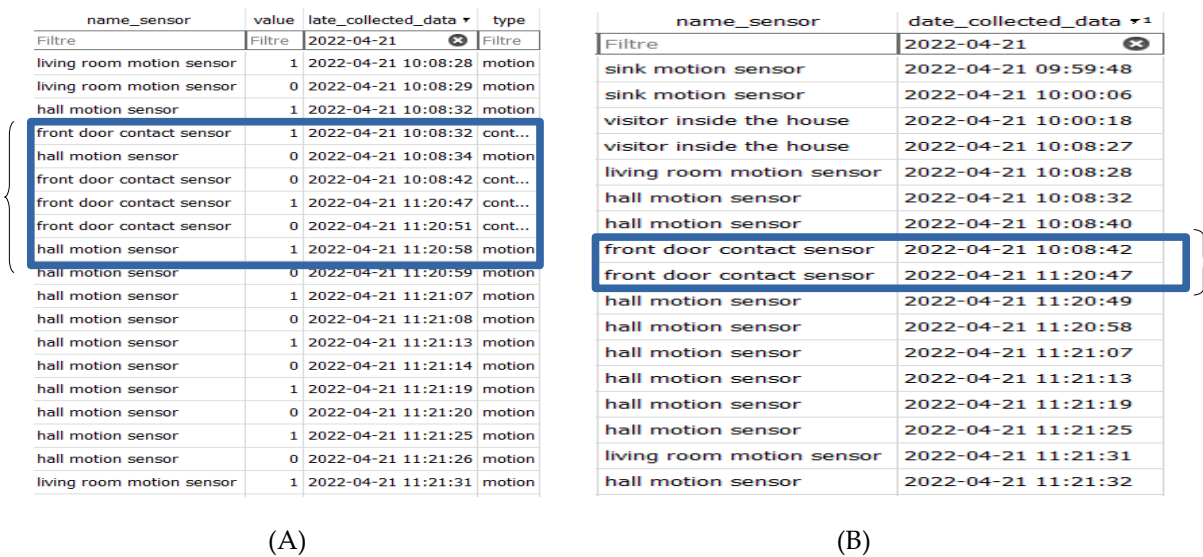 name_sensor value late_collected_data type
Filtre Filtre 2022-04-21 Filtre
living room motion sensor 1 2022-04-21 10:08:28 motion
living room motion sensor 0 2022-04-21 10:08:29 motion
hall motion sensor 1 2022-04-21 10:08:32 motion
front door contact sensor 1 2022-04-21 10:08:32 cont...
hall motion sensor 0 2022-04-21 10:08:34 motion
front door contact sensor 0 2022-04-21 10:08:42 cont...
front door contact sensor 1 2022-04-21 11:20:47 cont...
front door contact sensor 0 2022-04-21 11:20:51 cont...
hall motion sensor 1 2022-04-21 11:20:58 motion
hall motion sensor 0 2022-04-21 11:20:59 motion
hall motion sensor 1 2022-04-21 11:21:07 motion
hall motion sensor 0 2022-04-21 11:21:08 motion
hall motion sensor 1 2022-04-21 11:21:13 motion
hall motion sensor 0 2022-04-21 11:21:14 motion
hall motion sensor 1 2022-04-21 11:21:19 motion
hall motion sensor 0 2022-04-21 11:21:20 motion
hall motion sensor 1 2022-04-21 11:21:25 motion
hall motion sensor 0 2022-04-21 11:21:26 motion
living room motion sensor 1 2022-04-21 11:21:31 motion
(A)
name_sensor date_collected_data 1
Filtre 2022-04-21
sink motion sensor 2022-04-21 09:59:48
sink motion sensor 2022-04-21 10:00:06
visitor inside the house 2022-04-21 10:00:18
visitor inside the house 2022-04-21 10:08:27
living room motion sensor 2022-04-21 10:08:28
hall motion sensor 2022-04-21 10:08:32
hall motion sensor 2022-04-21 10:08:40
front door contact sensor 2022-04-21 10:08:42
front door contact sensor 2022-04-21 11:20:47
hall motion sensor 2022-04-21 11:20:49
hall motion sensor 2022-04-21 11:20:58
hall motion sensor 2022-04-21 11:21:07
hall motion sensor 2022-04-21 11:21:13
hall motion sensor 2022-04-21 11:21:19
hall motion sensor 2022-04-21 11:21:25
living room motion sensor 2022-04-21 11:21:31
hall motion sensor 2022-04-21 11:21:32
(B)